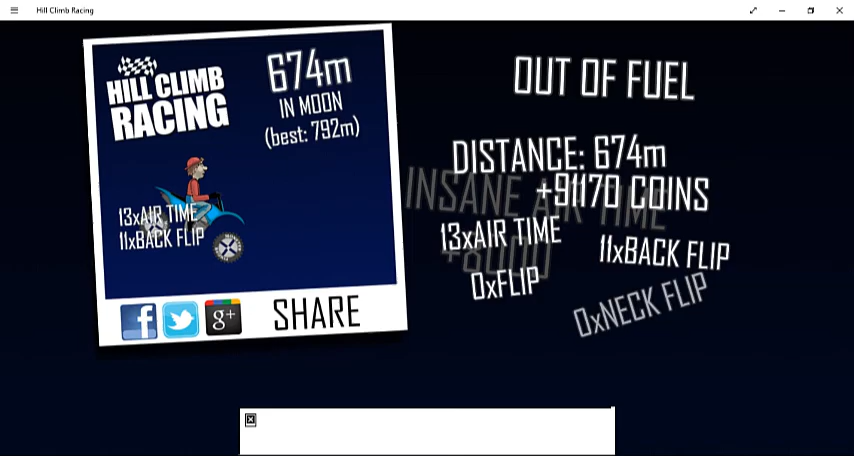 Hill Climb Racing
HILL CLIMB
RACING
674m
IN MOON
(best: 792m)
13xAIR TIME
11xBACK FLIP
SHARE
OUT OF FUEL
DISTANCE: 674m
+91170 COINS
INSANE AIR TIME
+8000
13xAIR TIME
11xBACK FLIP
0xFLIP
0xNECK FLIP